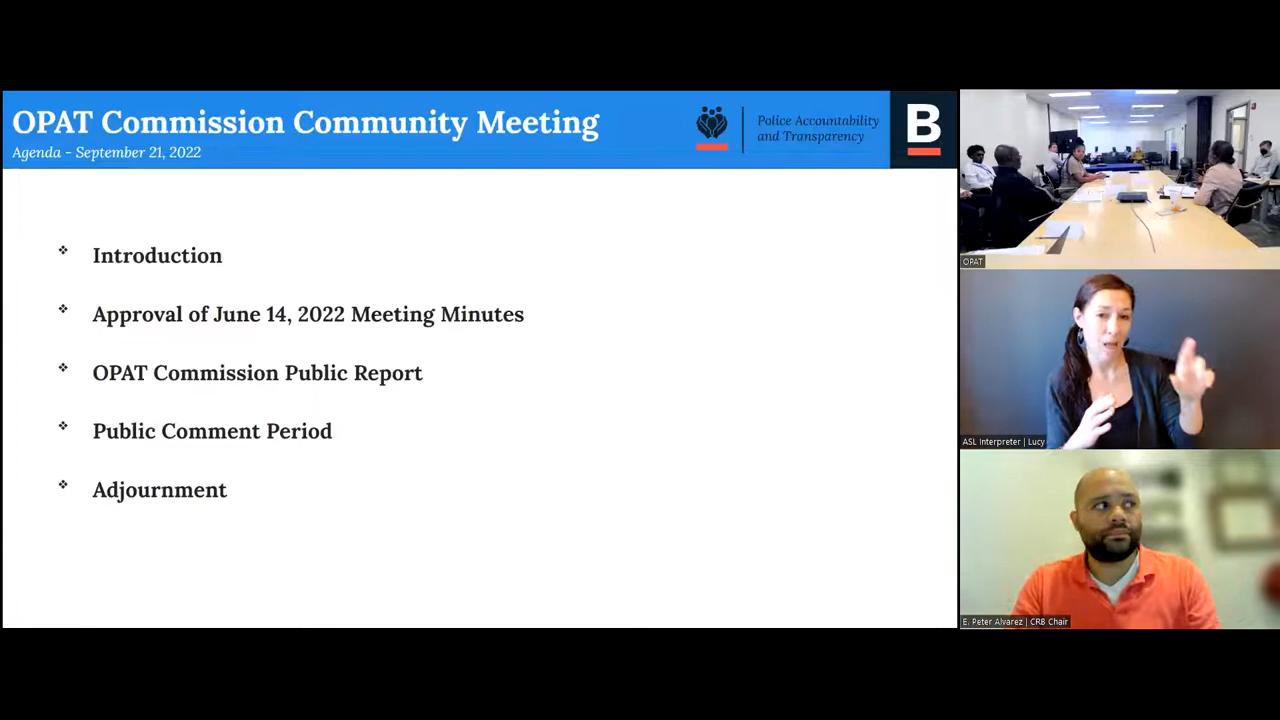 OPAT Commission Community Meeting
Agenda - September 21, 2022
Police Accountability
and Transparency
B
Introduction
Approval of June 14, 2022 Meeting Minutes
OPAT Commission Public Report
Public Comment Period
Adjournment
OPAT
ASL Interpreter | Lucy
E. Peter Alvarez | CRB Chair